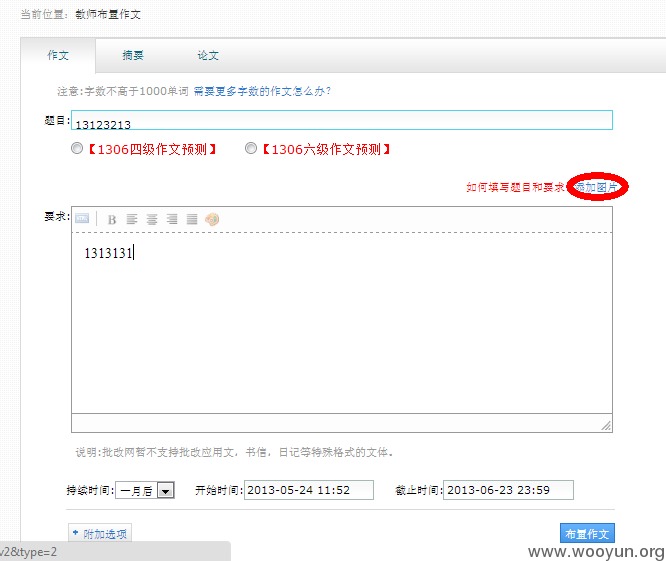 当前位置: 教师布置作文
作文 摘要 论文
注意:字数不高于1000单词 需要更多字数的作文怎么办?
题目: 13123213
【1306四级作文预测】 【1306六级作文预测】
如何填写题目和要求 添加图片
要求: B
1313131
说明:批改网暂不支持批改应用文，书信，日记等特殊格式的文体。
持续时间: 一月后 开始时间: 2013-05-24 11:52 截止时间: 2013-06-23 23:59
+ 附加选项 布置作文
v2&type=2
www.wooyun.org